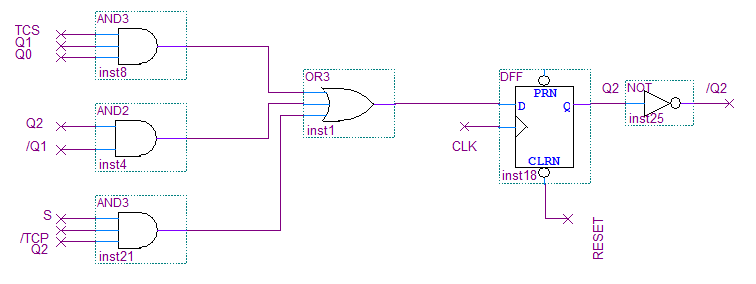 AND3
TCS
Q1
Q0
inst8
AND2
Q2
/Q1
inst4
AND3
S
/TCP
Q2
inst21
OR3
inst1
DFF
PRN
D
Q
CLK
CLRN
inst18
RESET
Q2
NOT
inst25
/Q2